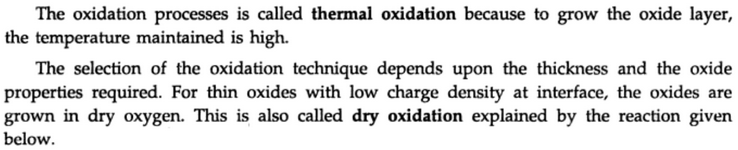 The oxidation processes is called thermal oxidation because to grow the oxide layer,
the temperature maintained is high.
The selection of the oxidation technique depends upon the thickness and the oxide
properties required. For thin oxides with low charge density at interface, the oxides are
grown in dry oxygen. This is also called dry oxidation explained by the reaction given
below.